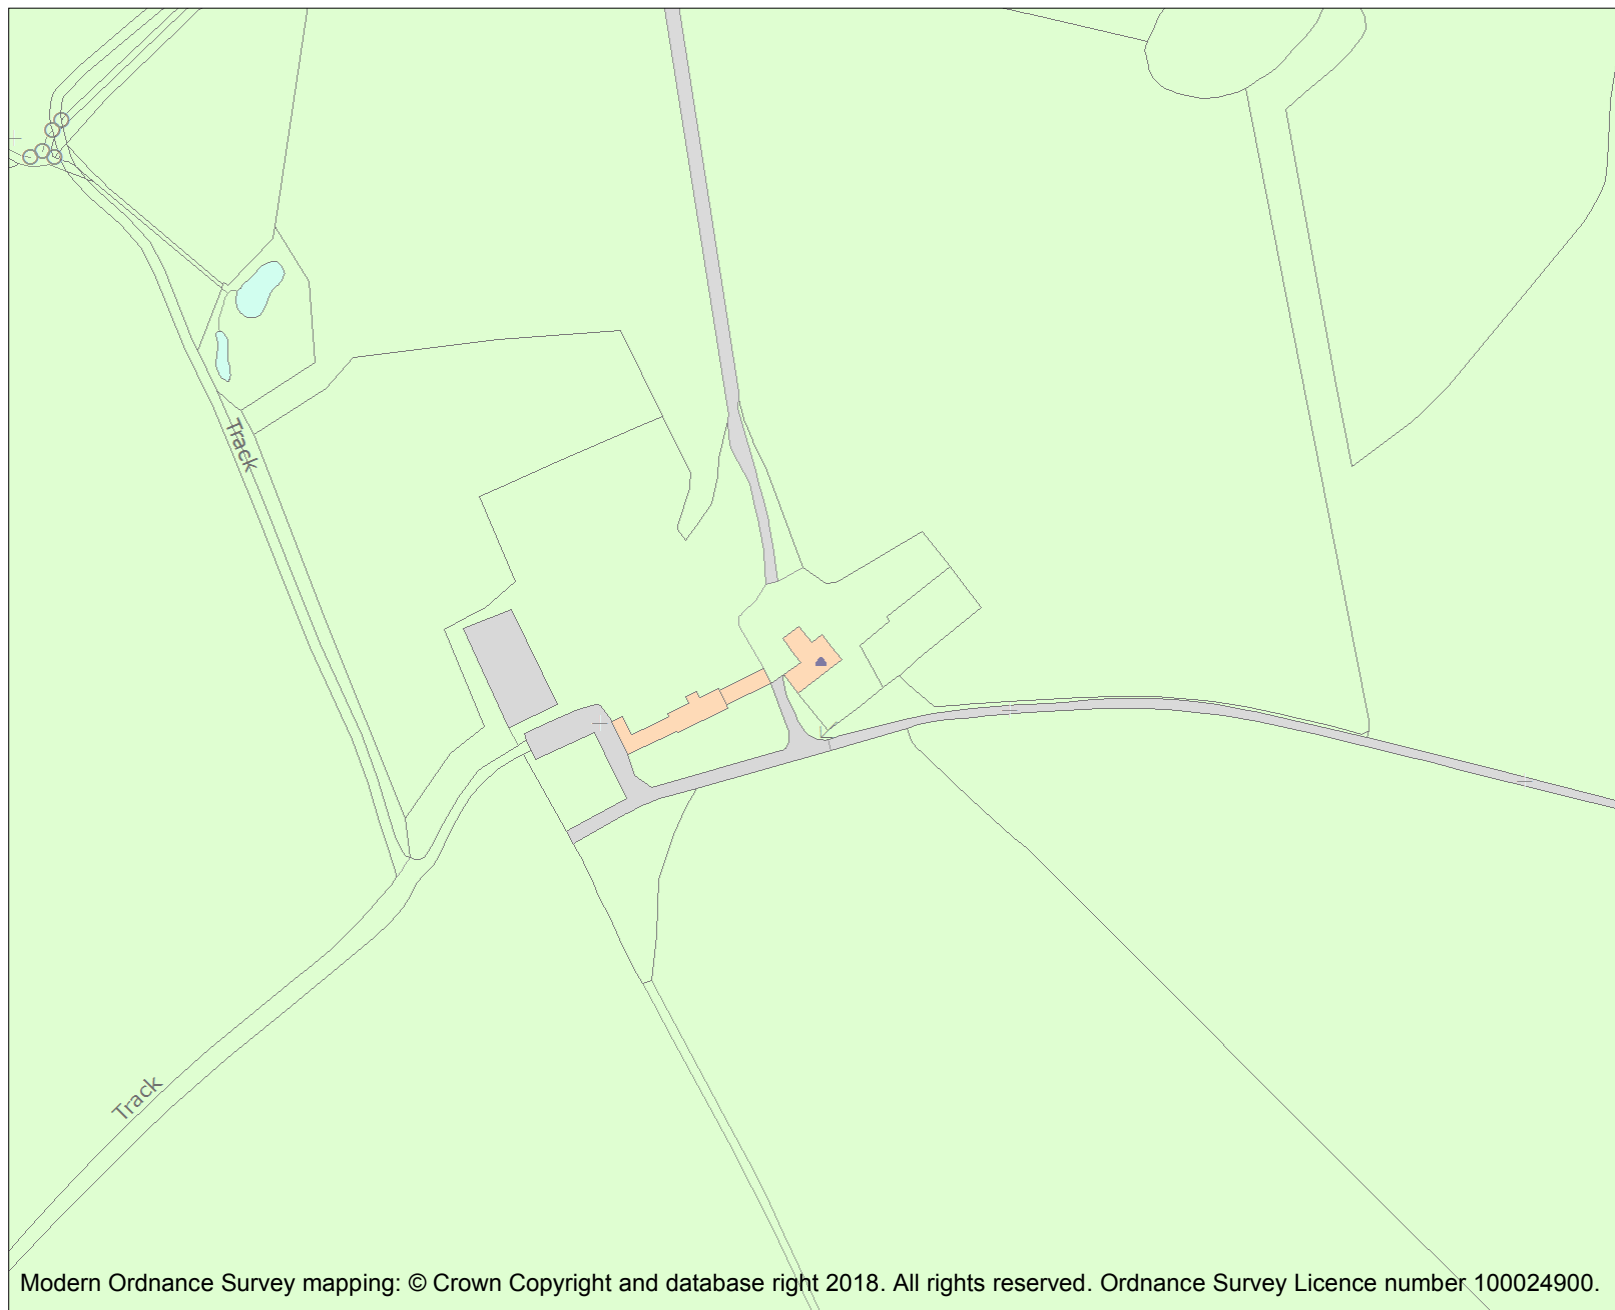 Track
Track
Modern Ordnance Survey mapping: © Crown Copyright and database right 2018. All rights reserved. Ordnance Survey Licence number 100024900.